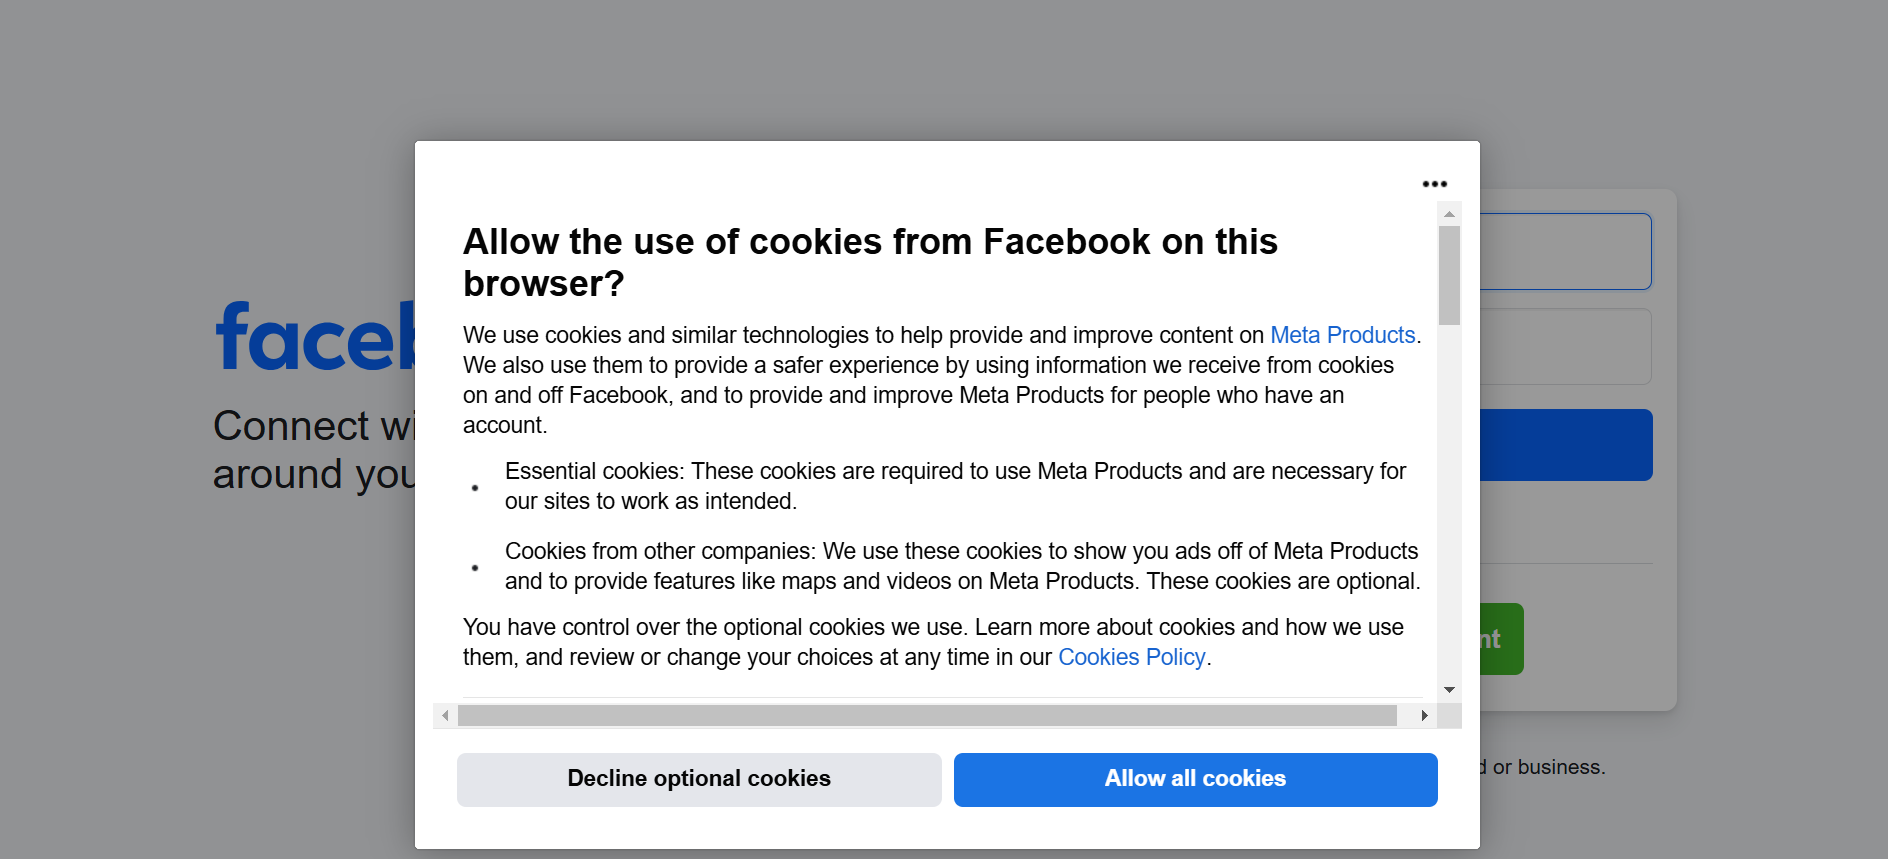 Allow the use of cookies from Facebook on this
browser?
We use cookies and similar technologies to help provide and improve content on Meta Products.
We also use them to provide a safer experience by using information we receive from cookies
on and off Facebook, and to provide and improve Meta Products for people who have an
account.
Essential cookies: These cookies are required to use Meta Products and are necessary for
our sites to work as intended.
Cookies from other companies: We use these cookies to show you ads off of Meta Products
and to provide features like maps and videos on Meta Products. These cookies are optional.
You have control over the optional cookies we use. Learn more about cookies and how we use
them, and review or change your choices at any time in our Cookies Policy.
Decline optional cookies
Allow all cookies
Connect
around
or business.